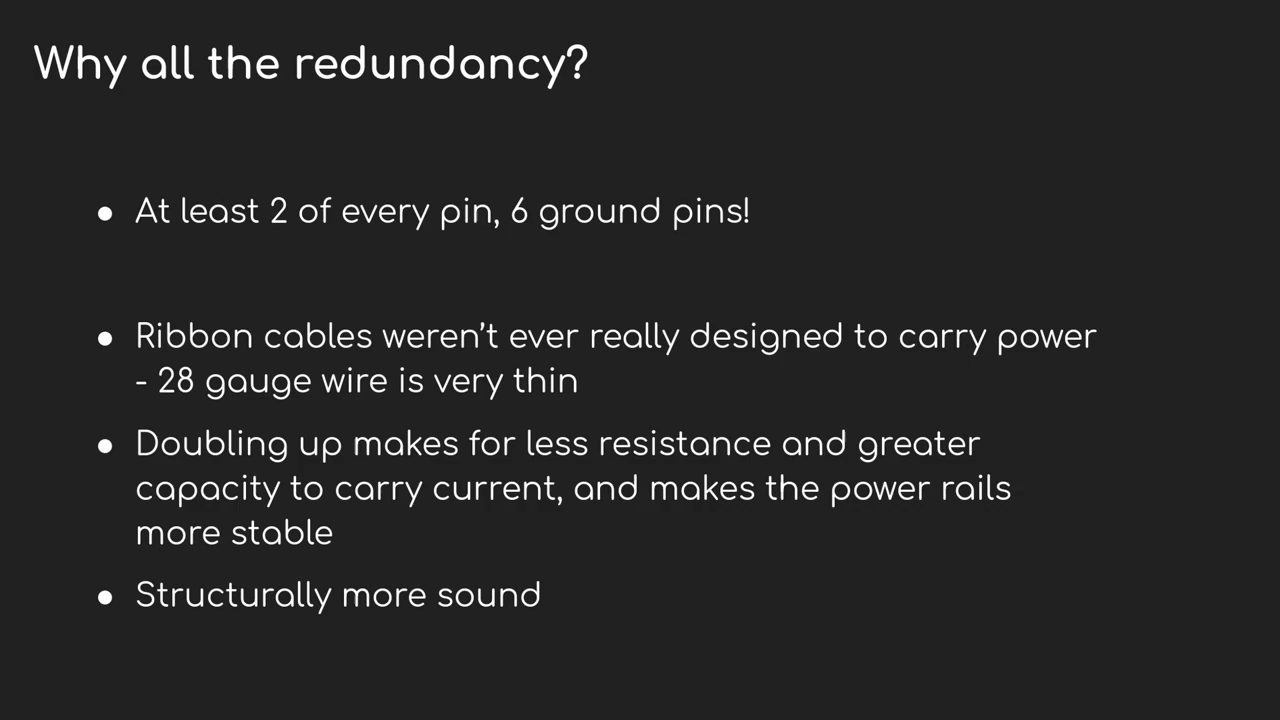 Why all the redundancy?
● At least 2 of every pin, 6 ground pins!
● Ribbon cables weren’t ever really designed to carry power
- 28 gauge wire is very thin
● Doubling up makes for less resistance and greater
capacity to carry current, and makes the power rails
more stable
● Structurally more sound